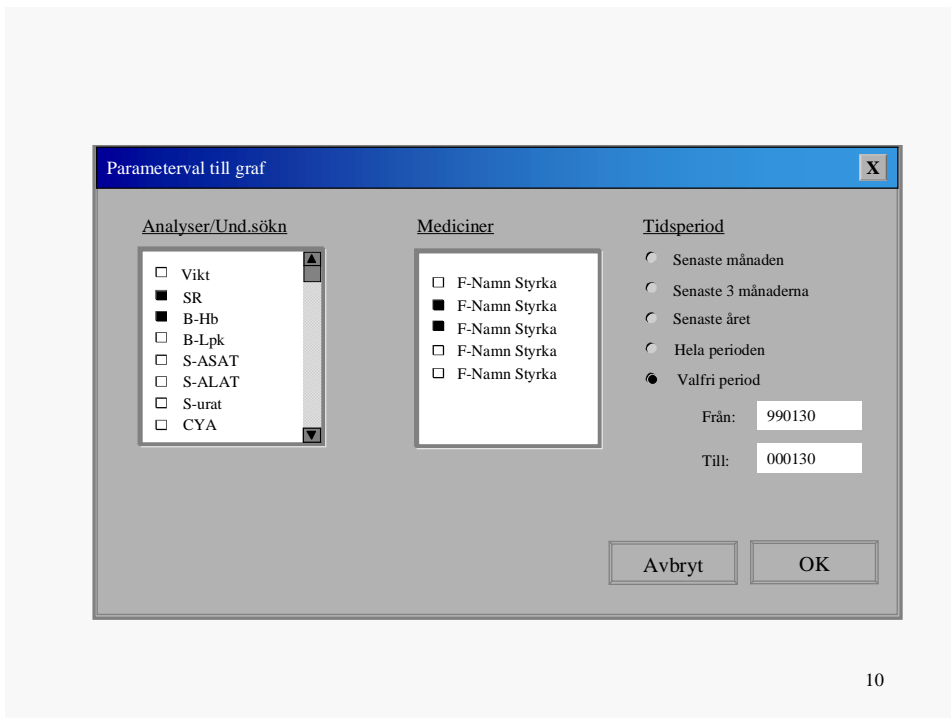 Parameterval till graf
X
Analyser/Und.sökn
Vikt
SR
B-Hb
B-Lpk
S-ASAT
S-ALAT
S-urat
CYA
Mediciner
F-Namn Styrka
F-Namn Styrka
F-Namn Styrka
F-Namn Styrka
F-Namn Styrka
Tidsperiod
Senaste månaden
Senaste 3 månaderna
Senaste året
Hela perioden
Valfri period
Från: 990130
Till: 000130
Avbryt OK
10